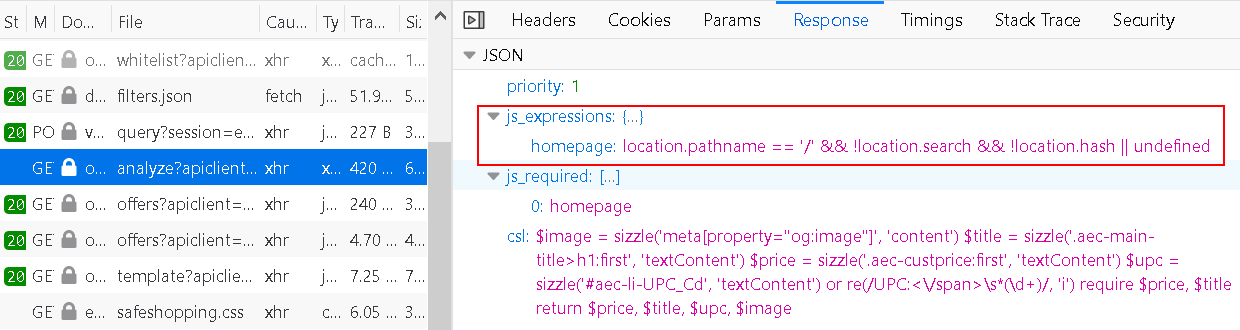 St M Do... File Cau... Ty Tra... Si:
20 GE o... whitelist?apiclien... xhr x... cach... 1...
20 GE d... filters.json fetch j... 51.9... 5...
20 PO v... query?session=e... xhr j... 227 B 3...
GE o... analyze?apiclient... xhr x... 420 6...
20 GE o... offers?apiclient=... xhr j... 240 ... 3...
20 GE o... offers?apiclient=... xhr j... 4.70 ... 4...
20 GE o... template?apiclie... xhr j... 7.25 ... 7...
GE e... safeshopping.css xhr c... 6.05 ... 3...
Headers Cookies Params Response Timings Stack Trace Security
JSON
priority: 1
js_expressions: {...}
homepage: location.pathname == '/' && !location.search && !location.hash || undefined
js_required: [...]
0: homepage
csl: $image = sizzle('meta[property="og:image"]', 'content') $title = sizzle('.aec-main-
title>h1:first', 'textContent') $price = sizzle('.aec-custprice:first', 'textContent') $upc =
sizzle('#aec-li-UPC_Cd', 'textContent') or re(/UPC:<\/span>\s*(\d+)/, 'i') require $price, $title
return $price, $title, $upc, $image